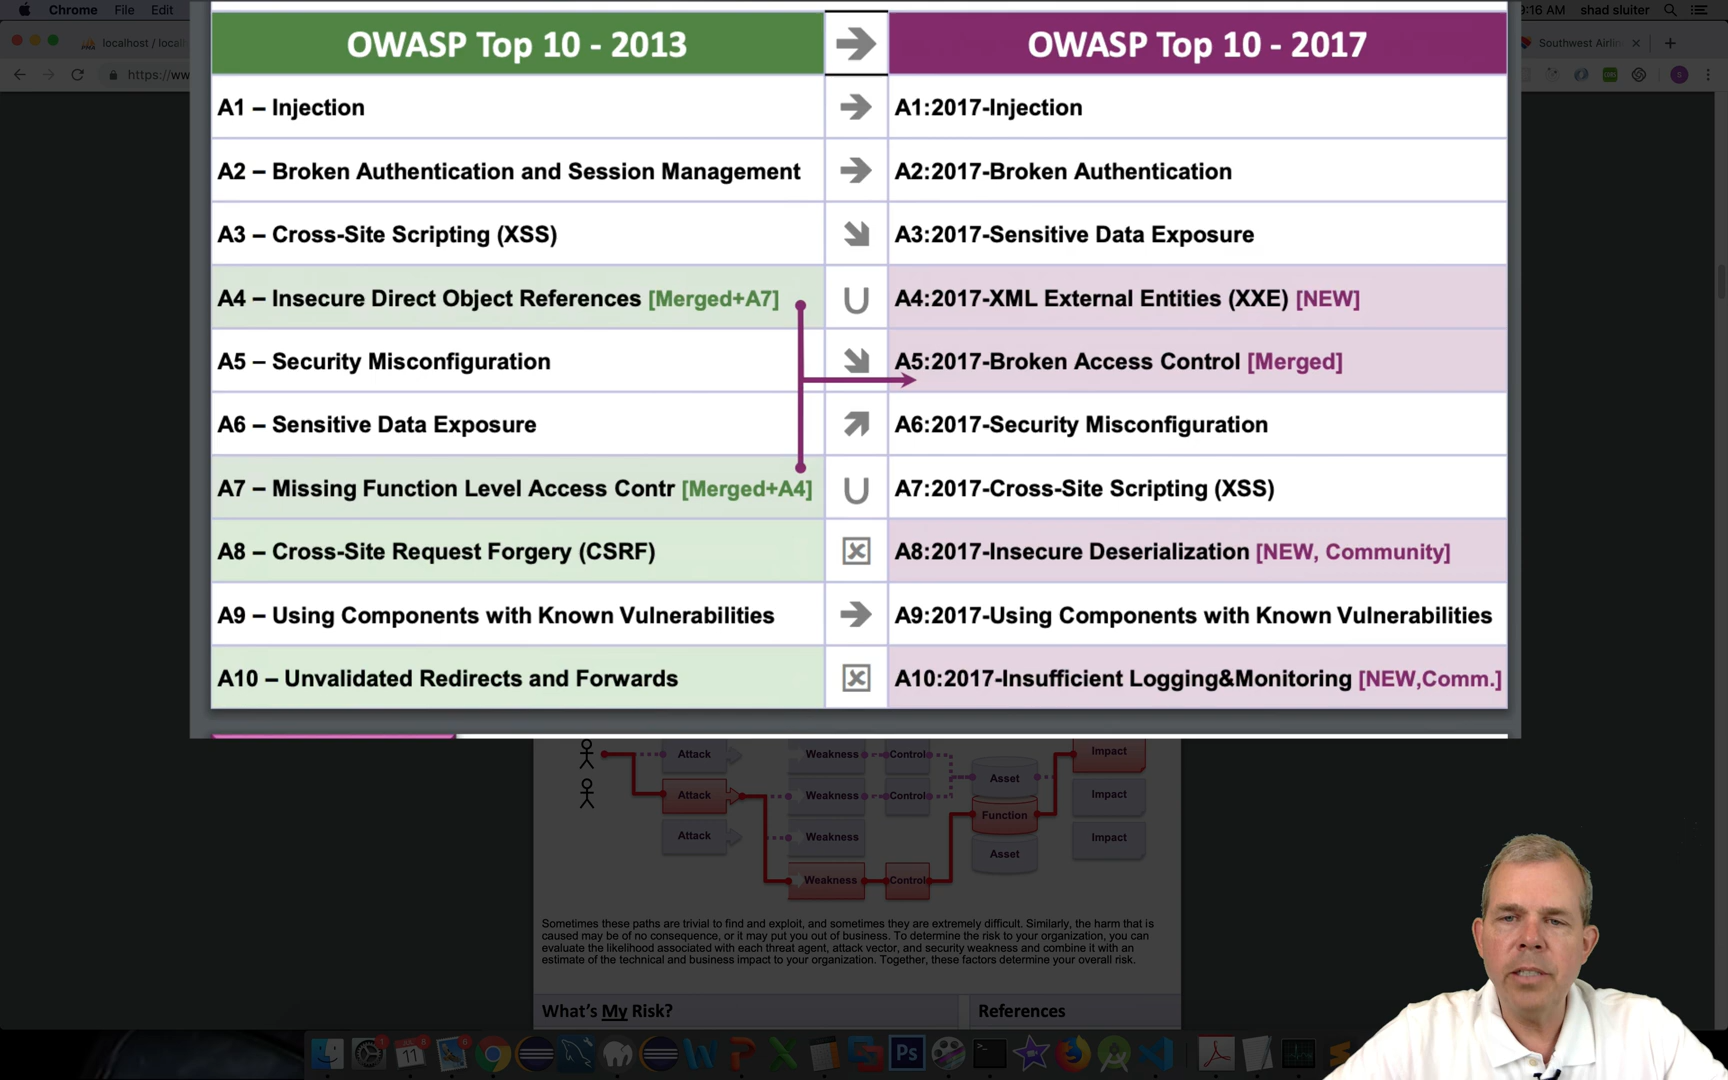 Chrome File Edit
9:16 AM shad sluiter
localhost / local
Southwest Airlin
https://ww
OWASP Top 10 - 2013
OWASP Top 10 - 2017
A1 – Injection
A1:2017-Injection
A2 – Broken Authentication and Session Management
A2:2017-Broken Authentication
A3 – Cross-Site Scripting (XSS)
A3:2017-Sensitive Data Exposure
A4 – Insecure Direct Object References [Merged+A7]
A4:2017-XML External Entities (XXE) [NEW]
A5 – Security Misconfiguration
A5:2017-Broken Access Control [Merged]
A6 – Sensitive Data Exposure
A6:2017-Security Misconfiguration
A7 – Missing Function Level Access Contr [Merged+A4]
A7:2017-Cross-Site Scripting (XSS)
A8 – Cross-Site Request Forgery (CSRF)
A8:2017-Insecure Deserialization [NEW, Community]
A9 – Using Components with Known Vulnerabilities
A9:2017-Using Components with Known Vulnerabilities
A10 – Unvalidated Redirects and Forwards
A10:2017-Insufficient Logging&Monitoring [NEW,Comm.]
Attack Weakness Control Impact
Asset
Attack Weakness Control Impact
Function
Attack Weakness Impact
Asset
Weakness Control
Sometimes these paths are trivial to find and exploit, and sometimes they are extremely difficult. Similarly, the harm that is
caused may be of no consequence, or it may put you out of business. To determine the risk to your organization, you can
evaluate the likelihood associated with each threat agent, attack vector, and security weakness and combine it with an
estimate of the technical and business impact to your organization. Together, these factors determine your overall risk.
What's My Risk?
References
11
Ps